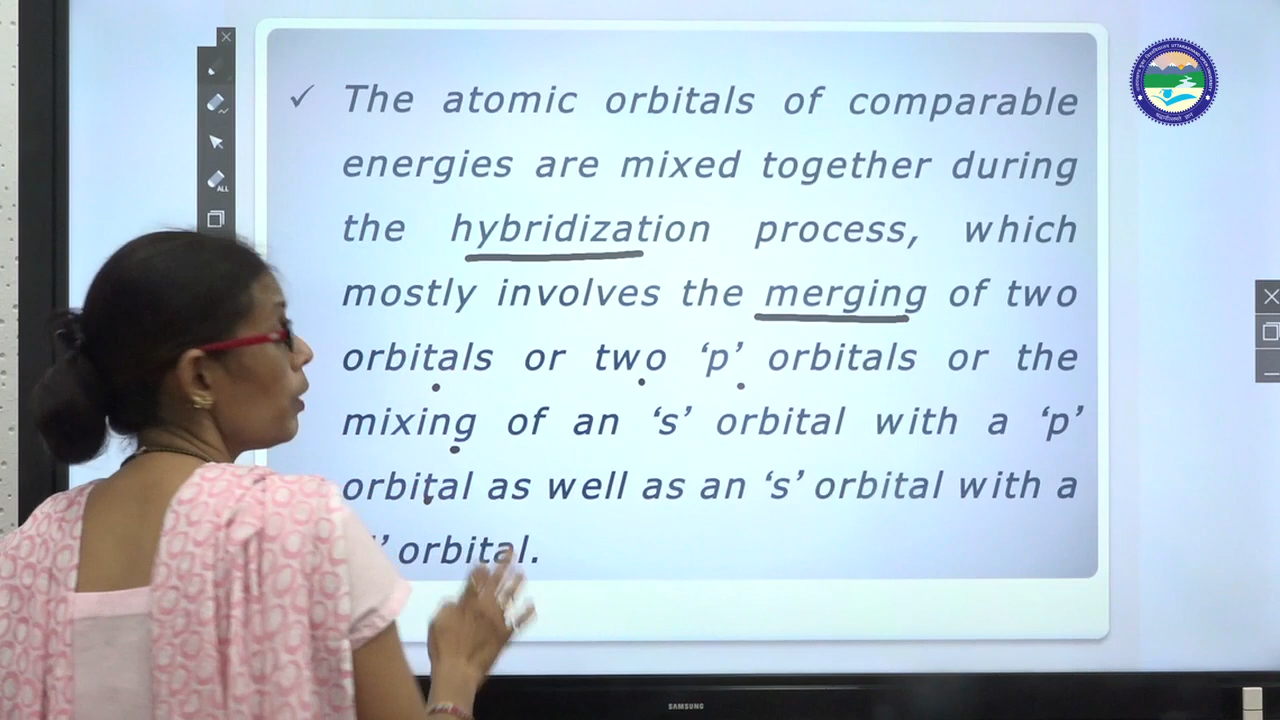 ✓ The atomic orbitals of comparable
energies are mixed together during
the hybridization process, which
mostly involves the merging of two
orbitals or two ‘p’ orbitals or the
mixing of an ‘s’ orbital with a ‘p’
orbital as well as an ‘s’ orbital with a
orbital.
ALL
SAMSUNG